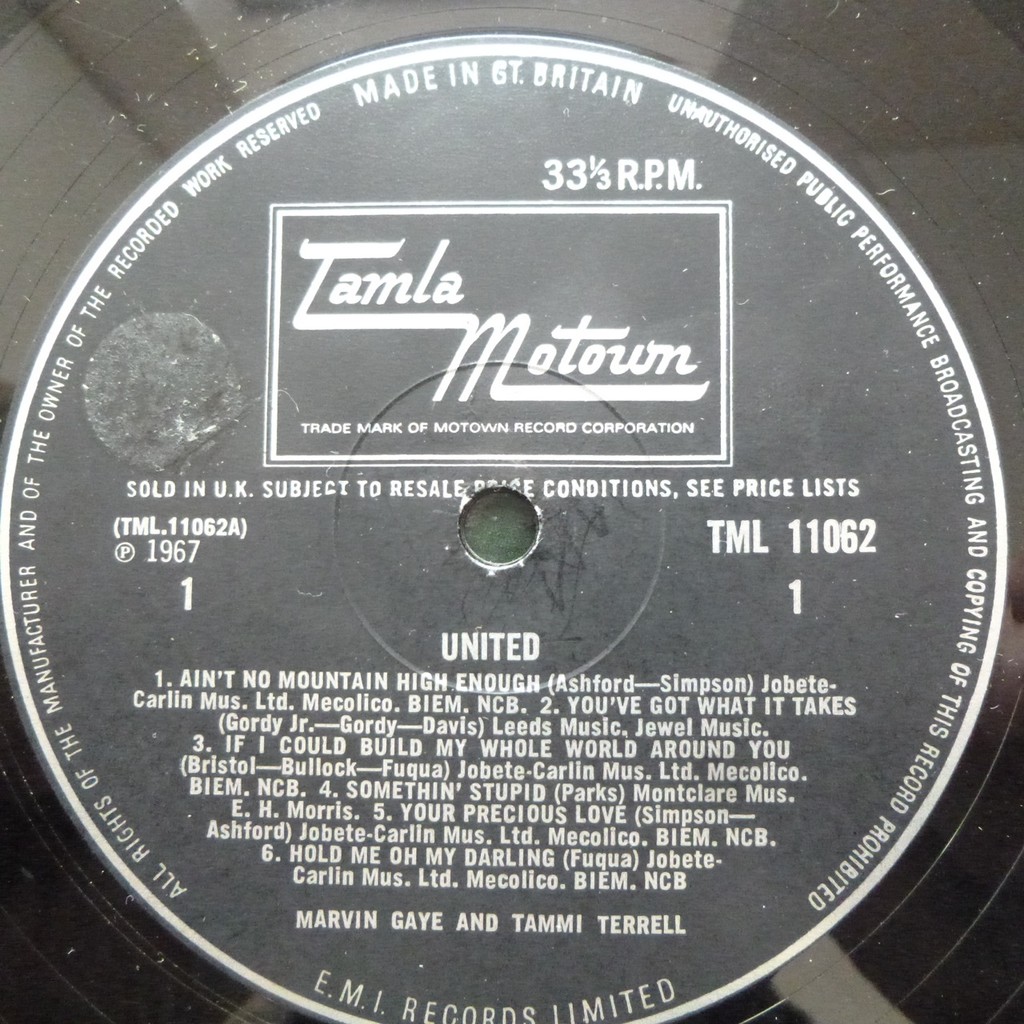 MADE IN GT. BRITAIN
UNAUTHORISED PUBLIC PERFORMANCE BROADCASTING AND COPYING OF THIS RECORD PROHIBITED
ALL RIGHTS OF THE MANUFACTURER AND OF THE OWNER OF THE RECORDED WORK RESERVED
33⅓ R.P.M.
Tamla
Motown
TRADE MARK OF MOTOWN RECORD CORPORATION
SOLD IN U.K. SUBJECT TO RESALE PRICE CONDITIONS, SEE PRICE LISTS
(TML.11062A)
TML 11062
℗ 1967
1
1
UNITED
1. AIN'T NO MOUNTAIN HIGH ENOUGH (Ashford—Simpson) Jobete-
Carlin Mus. Ltd. Mecolico. BIEM. NCB. 2. YOU'VE GOT WHAT IT TAKES
(Gordy Jr.—Gordy—Davis) Leeds Music, Jewel Music.
3. IF I COULD BUILD MY WHOLE WORLD AROUND YOU
(Bristol—Bullock—Fuqua) Jobete-Carlin Mus. Ltd. Mecolico.
BIEM. NCB. 4. SOMETHIN' STUPID (Parks) Montclare Mus.
E. H. Morris. 5. YOUR PRECIOUS LOVE (Simpson—
Ashford) Jobete-Carlin Mus. Ltd. Mecolico. BIEM. NCB.
6. HOLD ME OH MY DARLING (Fuqua) Jobete-
Carlin Mus. Ltd. Mecolico. BIEM. NCB
MARVIN GAYE AND TAMMI TERRELL
E.M.I. RECORDS LIMITED